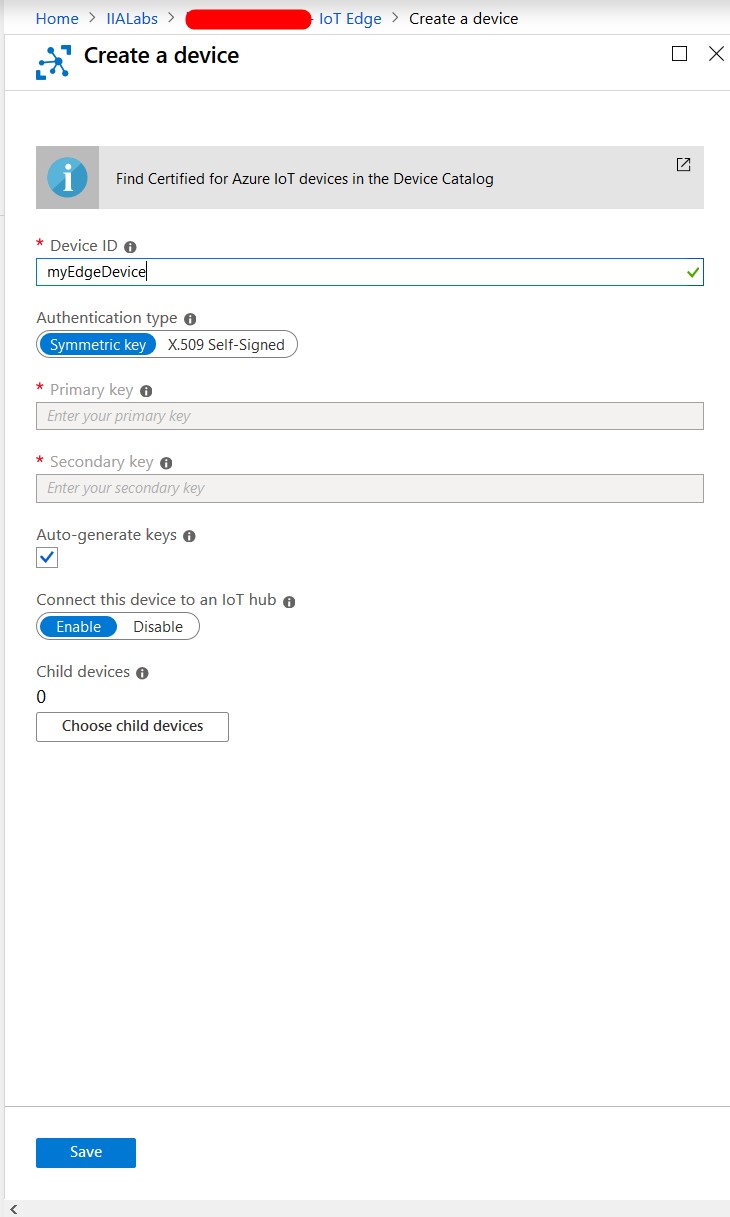 Home > IIALabs > - IoT Edge > Create a device
Create a device
Find Certified for Azure IoT devices in the Device Catalog
* Device ID
myEdgeDevice
Authentication type
Symmetric key X.509 Self-Signed
* Primary key
Enter your primary key
* Secondary key
Enter your secondary key
Auto-generate keys
Connect this device to an IoT hub
Enable Disable
Child devices
0
Choose child devices
Save